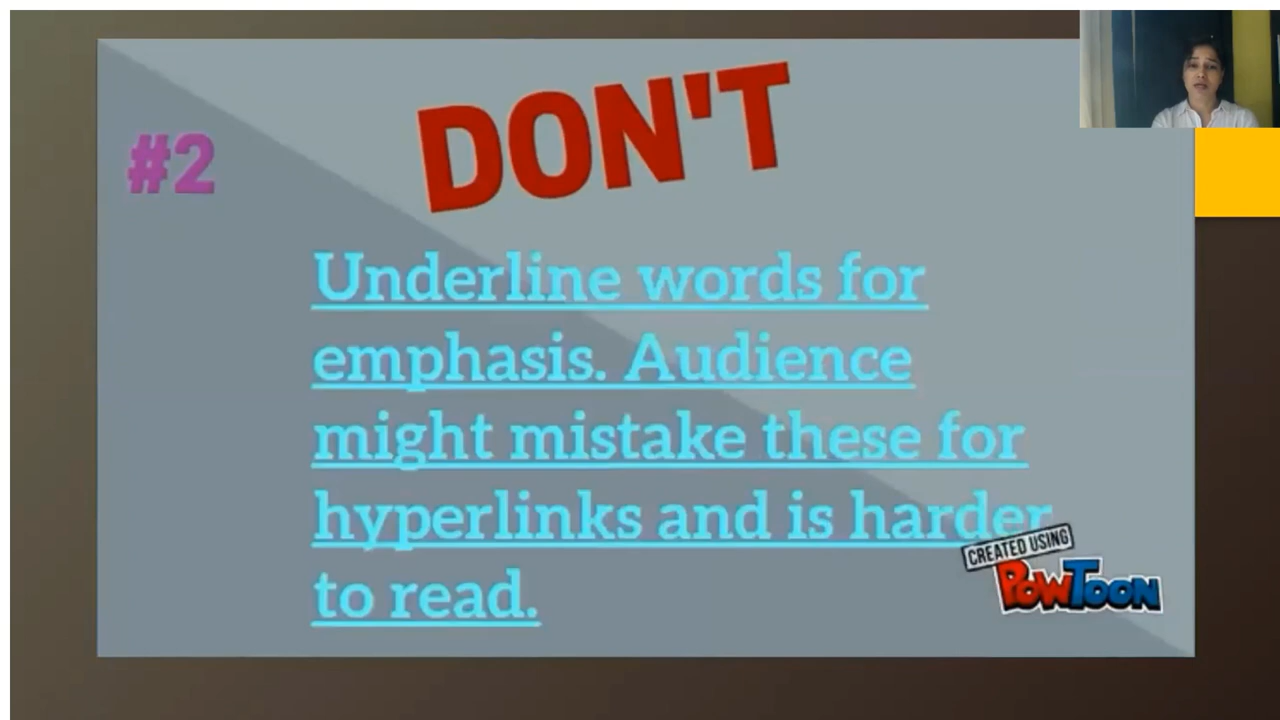 #2
DON'T
Underline words for
emphasis. Audience
might mistake these for
hyperlinks and is harder
to read.
CREATED USING
POWTOON